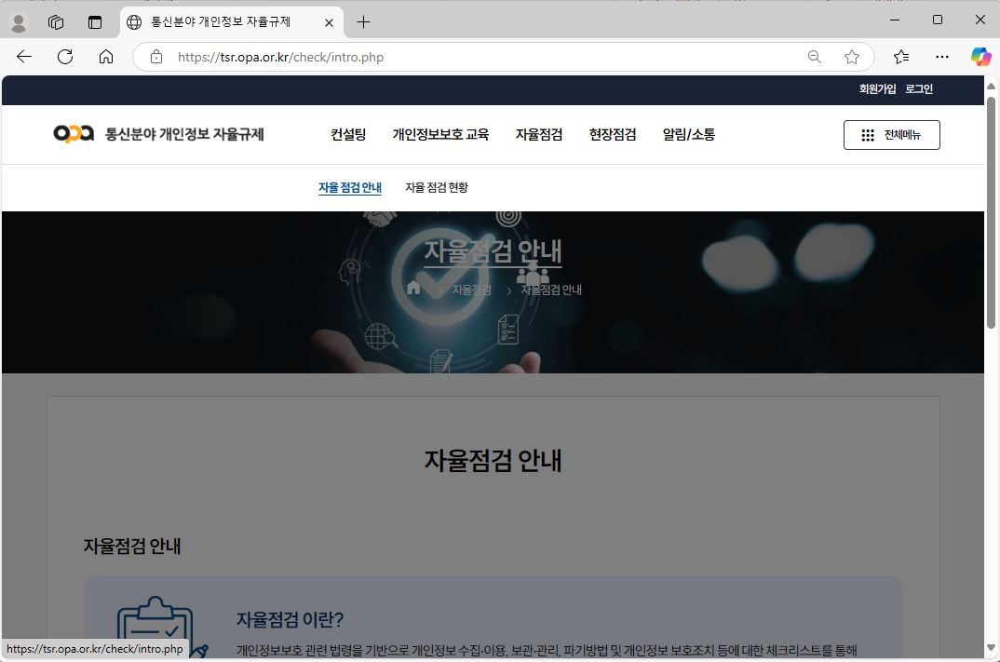 통신분야 개인정보 자율규제
https://tsr.opa.or.kr/check/intro.php
회원가입 로그인
opa 통신분야 개인정보 자율규제 컨설팅 개인정보보호 교육 자율점검 현장점검 알림/소통 전체메뉴
자율 점검 안내 자율 점검 현황
자율점검 안내
자율점검 > 자율점검 안내
자율점검 안내
자율점검 안내
자율점검 이란?
개인정보보호 관련 법령을 기반으로 개인정보 수집·이용, 보관·관리, 파기방법 및 개인정보 보호조치 등에 대한 체크리스트를 통해
https://tsr.opa.or.kr/check/intro.php